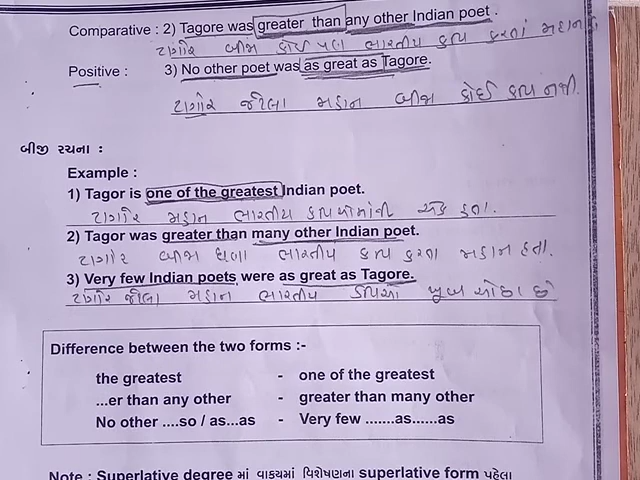 Comparative : 2) Tagore was greater than any other Indian poet .
ટાગોર બીજા કોઈ પણ ભારતીય કવિ કરતાં મહાન
Positive : 3) No other poet was as great as Tagore.
ટાગોર જેટલા મહાન બીજા કોઈ કવિ નથી.
બીજી રચના :
Example :
1) Tagor is one of the greatest Indian poet.
ટાગોર મહાન ભારતીય કવિઓમાંની એક હતા.
2) Tagor was greater than many other Indian poet.
ટાગોર બીજા ઘણા ભારતીય કવિ કરતા મહાન હતા.
3) Very few Indian poets were as great as Tagore.
ટાગોર જેટલા મહાન ભારતીય કવિઓ ખુબ ઓછા છે
Difference between the two forms :-
the greatest - one of the greatest
...er than any other - greater than many other
No other ....so / as...as - Very few .......as......as
Note : Superlative degree માં વાક્યમાં વિશેષણના superlative form પહેલા